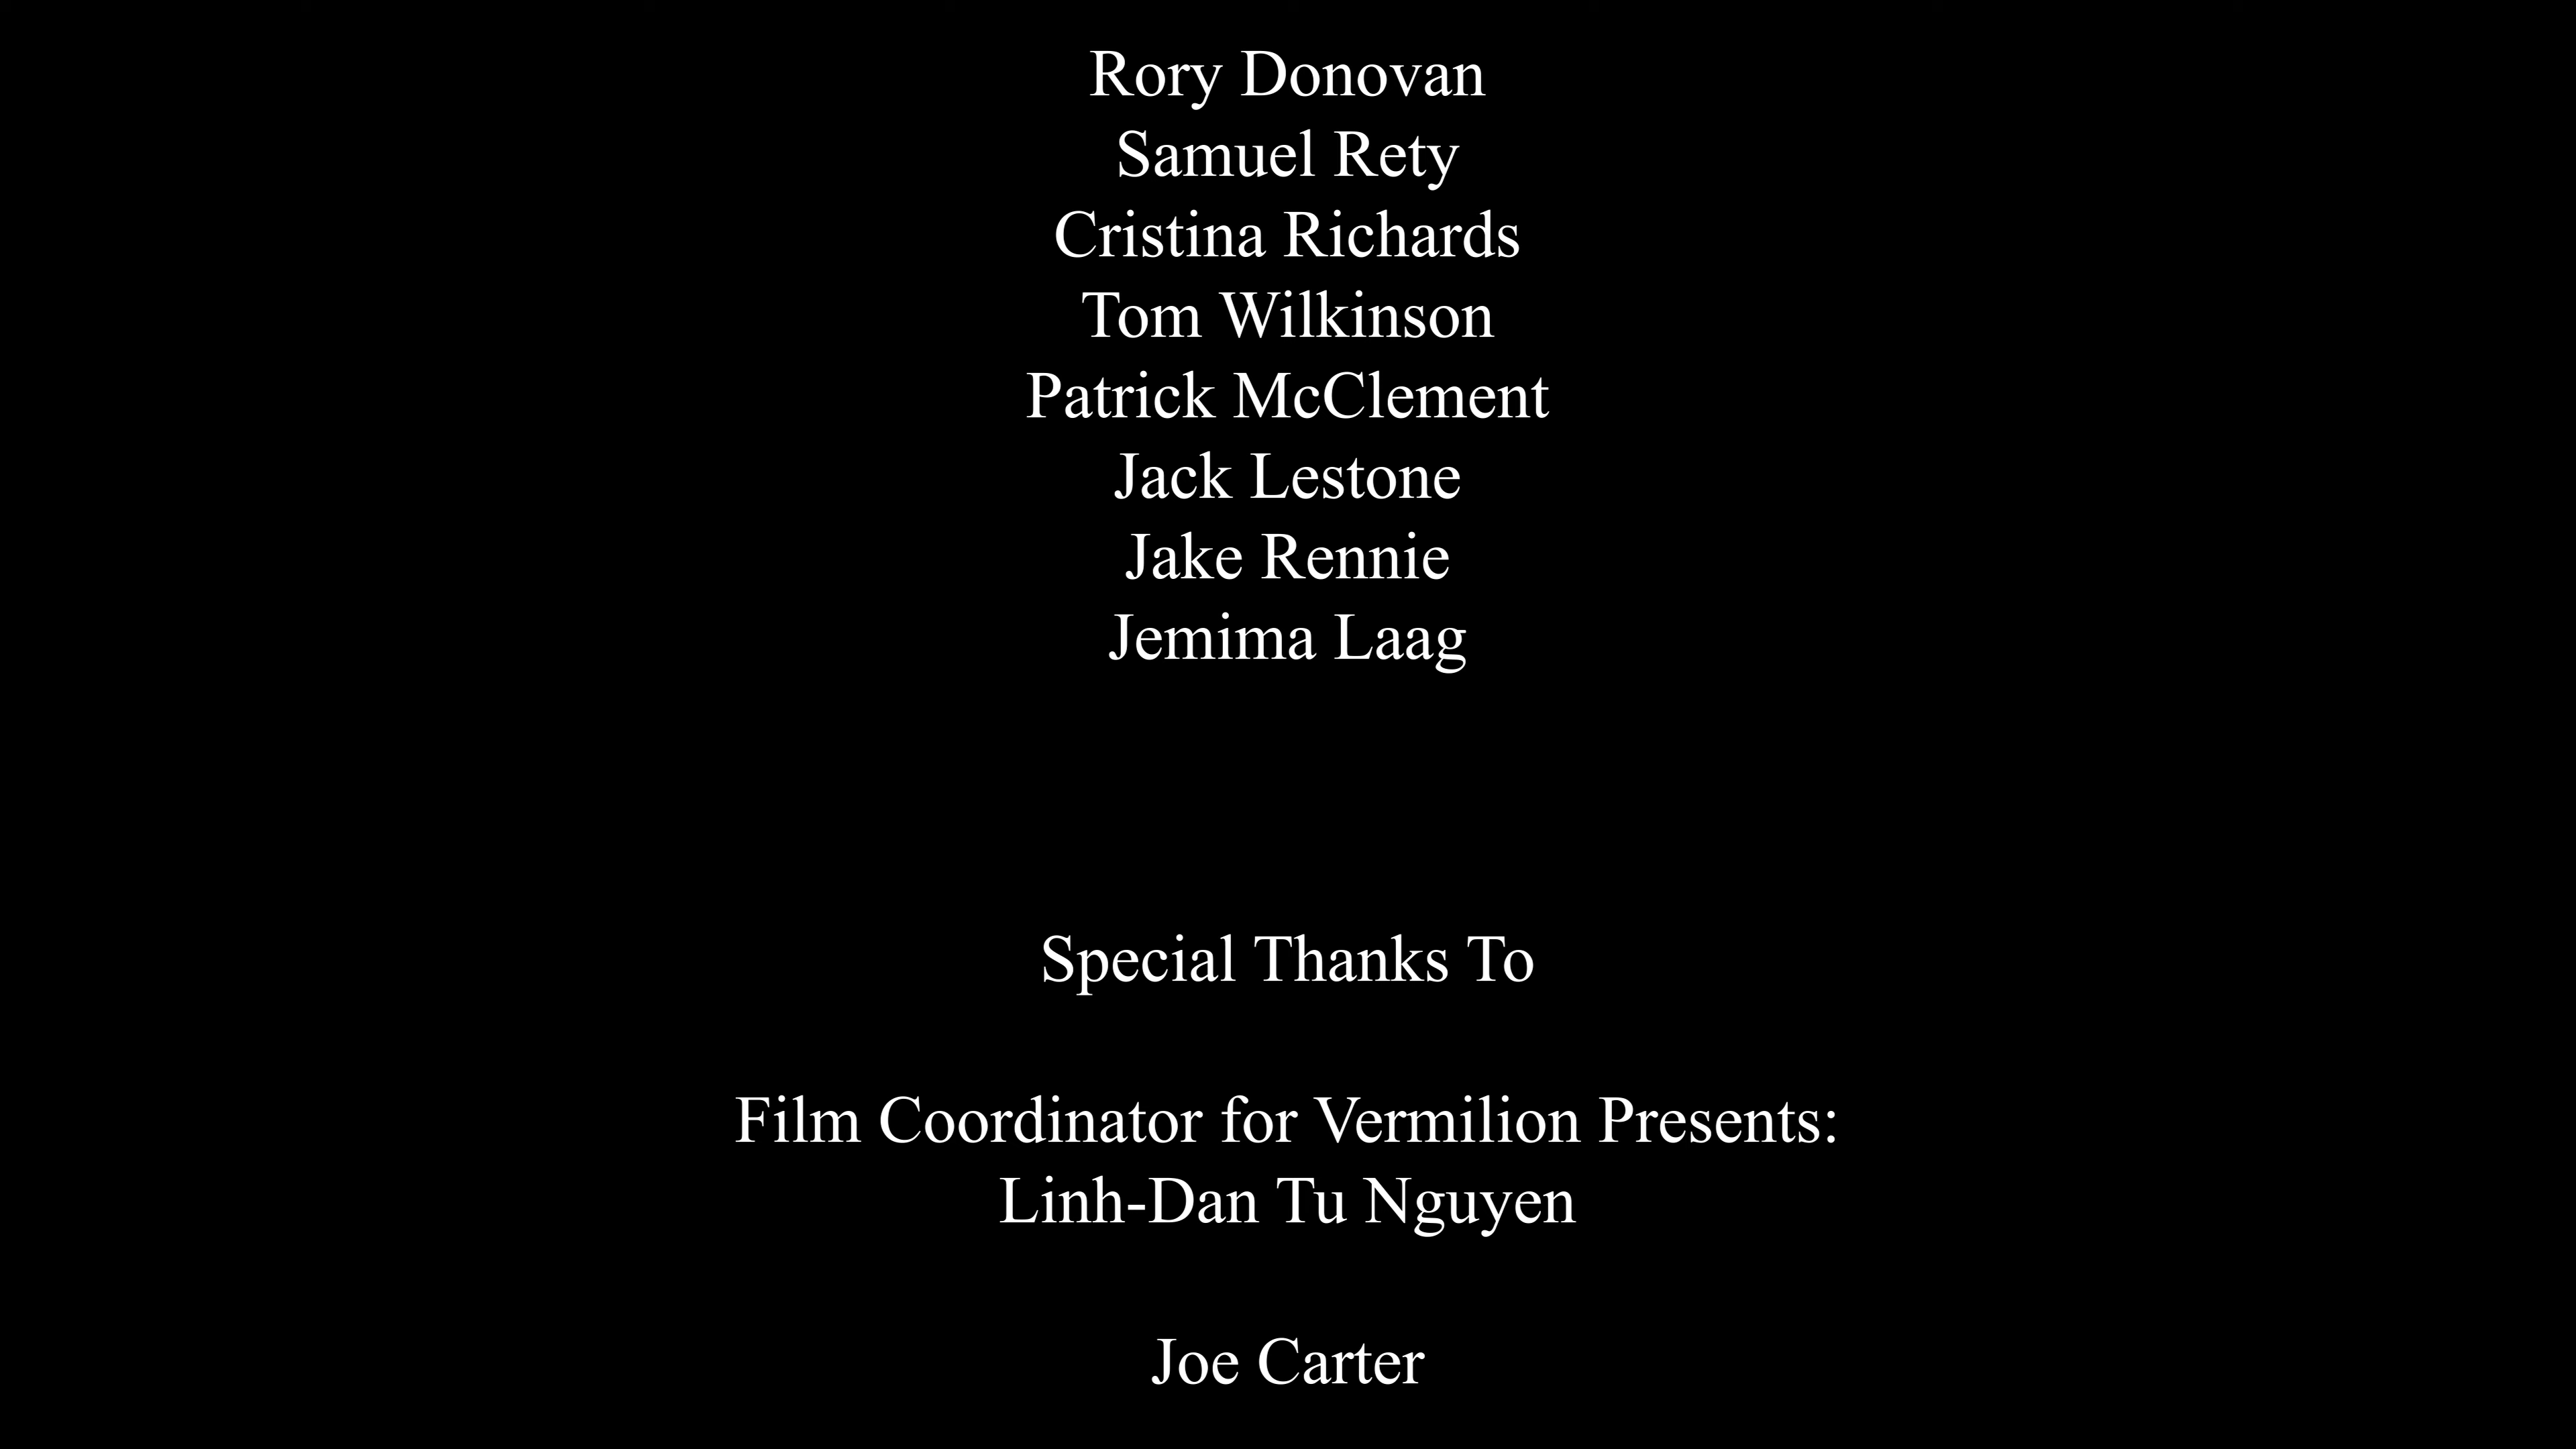 Rory Donovan
Samuel Rety
Cristina Richards
Tom Wilkinson
Patrick McClement
Jack Lestone
Jake Rennie
Jemima Laag
Special Thanks To
Film Coordinator for Vermilion Presents:
Linh-Dan Tu Nguyen
Joe Carter